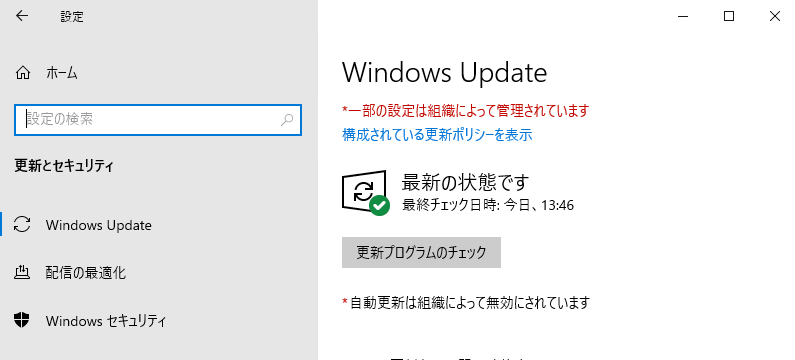 設定
ホーム
設定の検索
更新とセキュリティ
Windows Update
配信の最適化
Windows セキュリティ
Windows Update
*一部の設定は組織によって管理されています
構成されている更新ポリシーを表示
最新の状態です
最終チェック日時: 今日、13:46
更新プログラムのチェック
*自動更新は組織によって無効にされています